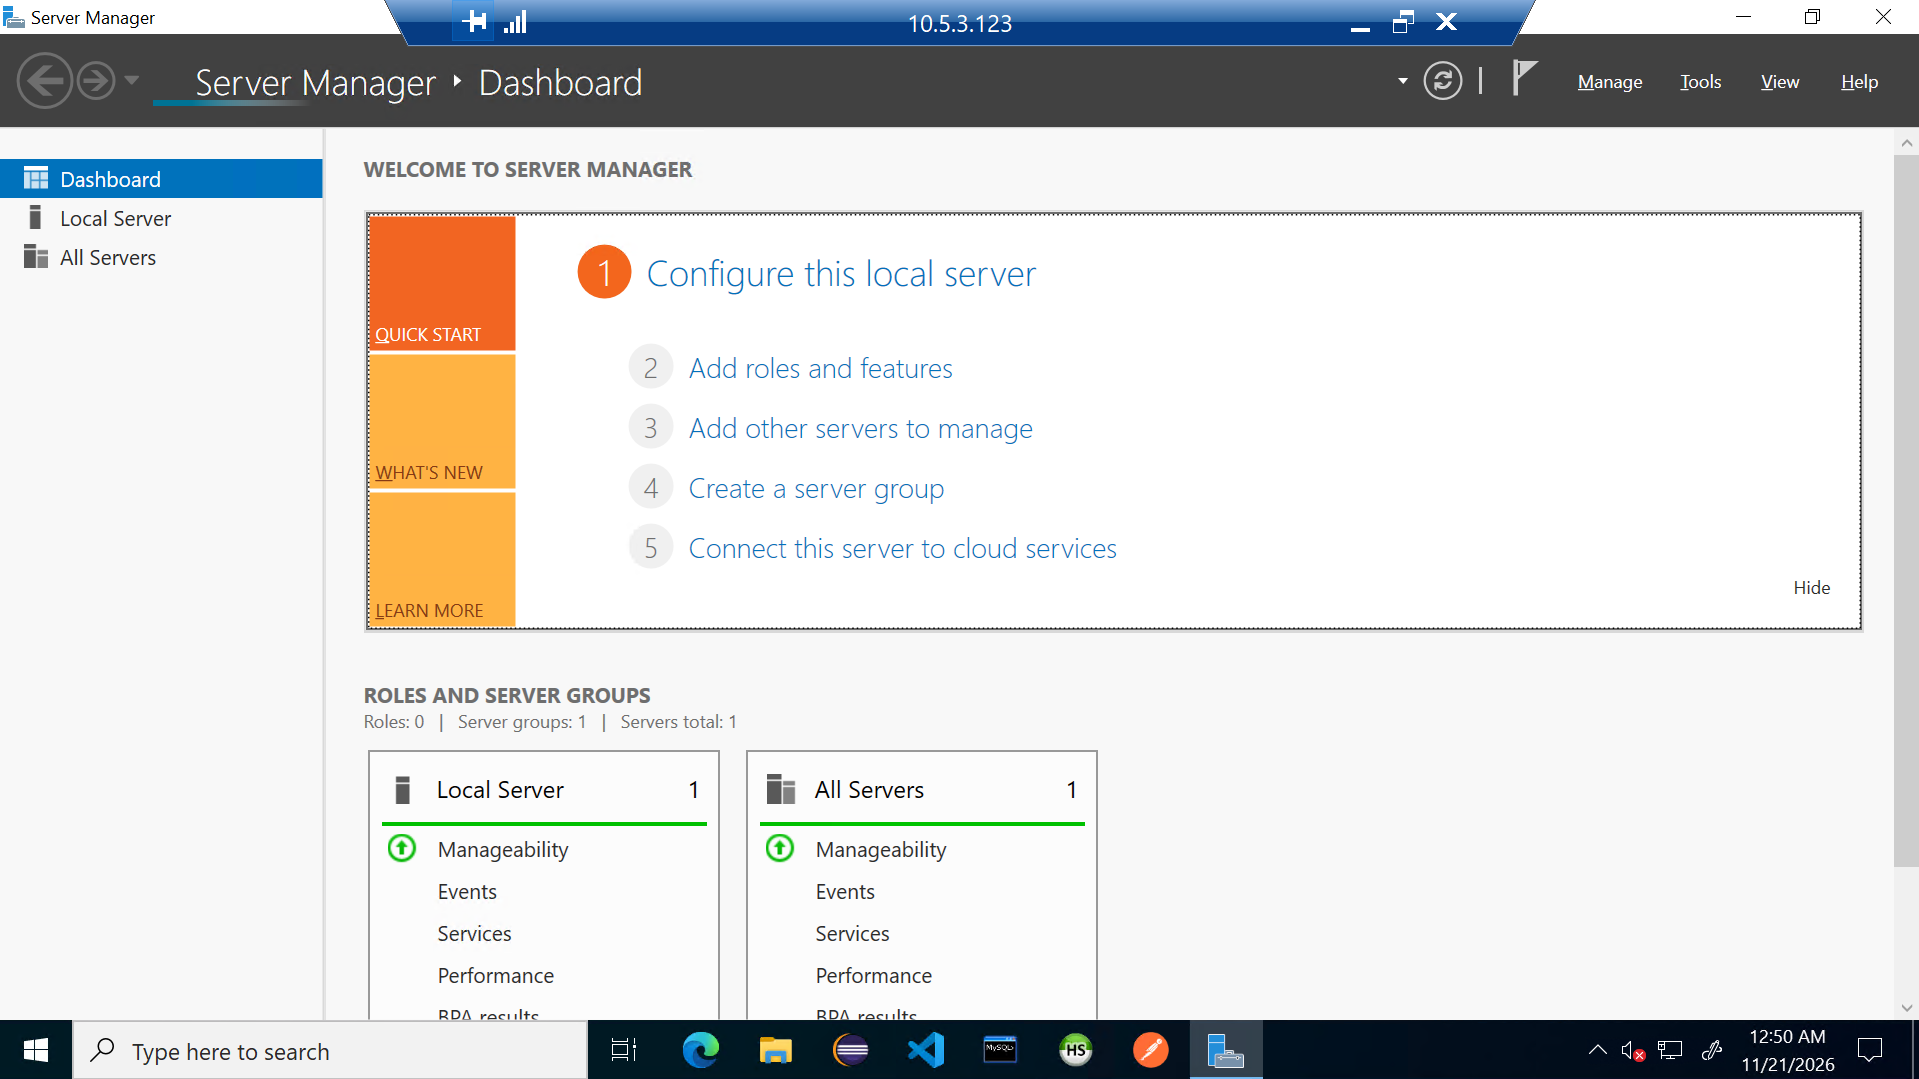 Server Manager
10.5.3.123
Server Manager
Dashboard
Manage
Tools
View
Help
Dashboard
Local Server
All Servers
WELCOME TO SERVER MANAGER
QUICK START
WHAT'S NEW
LEARN MORE
1 Configure this local server
2 Add roles and features
3 Add other servers to manage
4 Create a server group
5 Connect this server to cloud services
Hide
ROLES AND SERVER GROUPS
Roles: 0 | Server groups: 1 | Servers total: 1
Local Server 1
Manageability
Events
Services
Performance
BPA results
All Servers 1
Manageability
Events
Services
Performance
BPA results
Type here to search
MySQL
HS
12:50 AM
11/21/2026